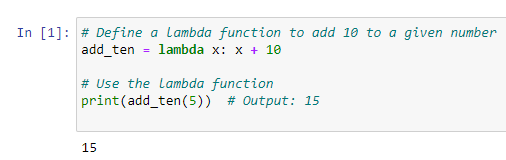 In [1]: # Define a lambda function to add 10 to a given number
add_ten = lambda x: x + 10
# Use the lambda function
print(add_ten(5))  # Output: 15
15